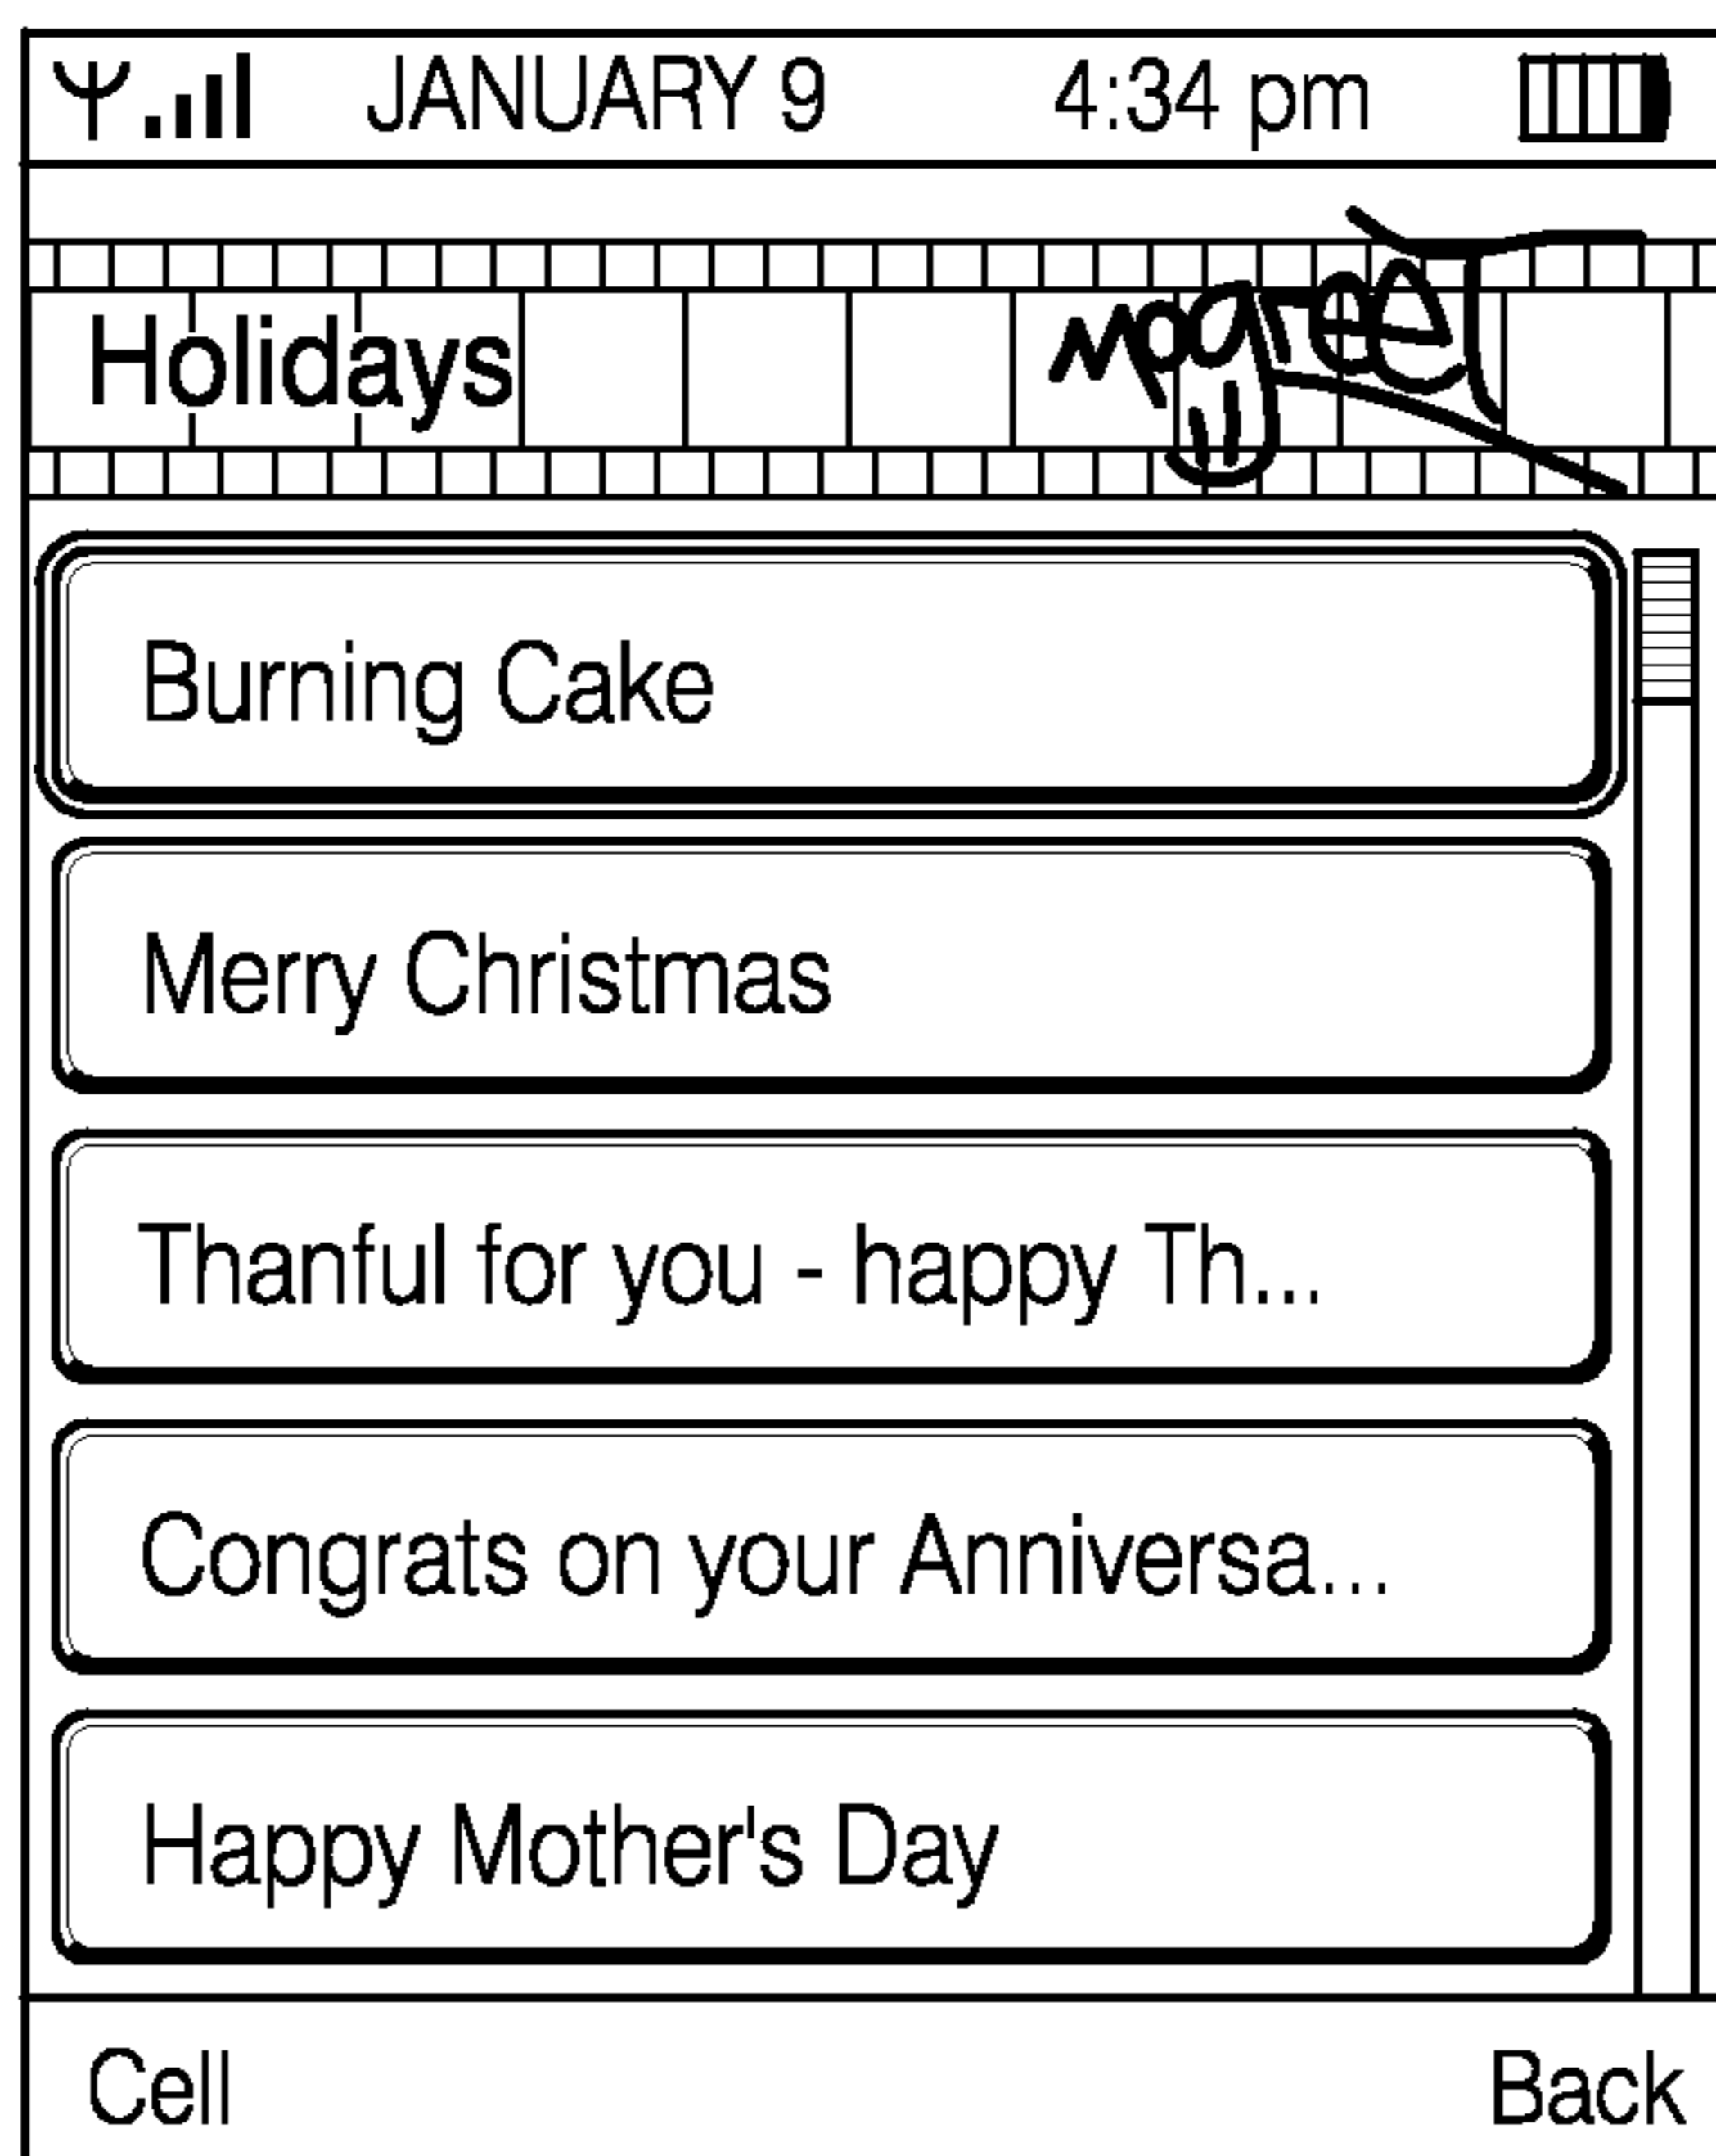 JANUARY 9 4:34 pm
Holidays
Burning Cake
Merry Christmas
Thanful for you - happy Th...
Congrats on your Anniversa...
Happy Mother's Day
Cell Back